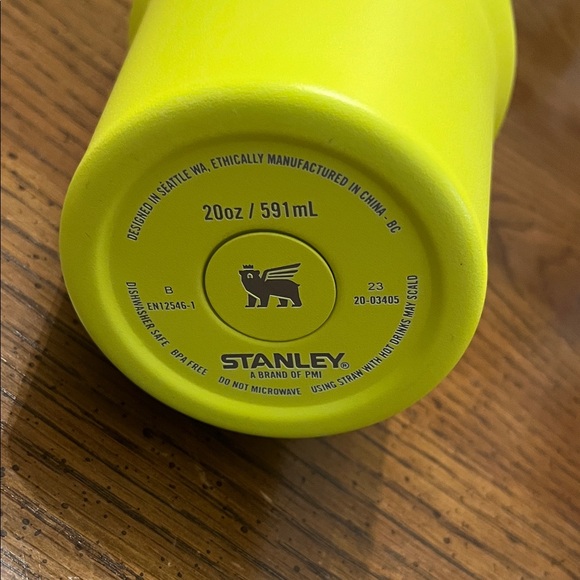 DESIGNED IN SEATTLE WA, ETHICALLY MANUFACTURED IN CHINA - BC
20oz / 591mL
B
EN12546-1
23
20-03405
STANLEY®
A BRAND OF PMI
DISHWASHER SAFE BPA FREE DO NOT MICROWAVE USING STRAW WITH HOT DRINKS MAY SCALD